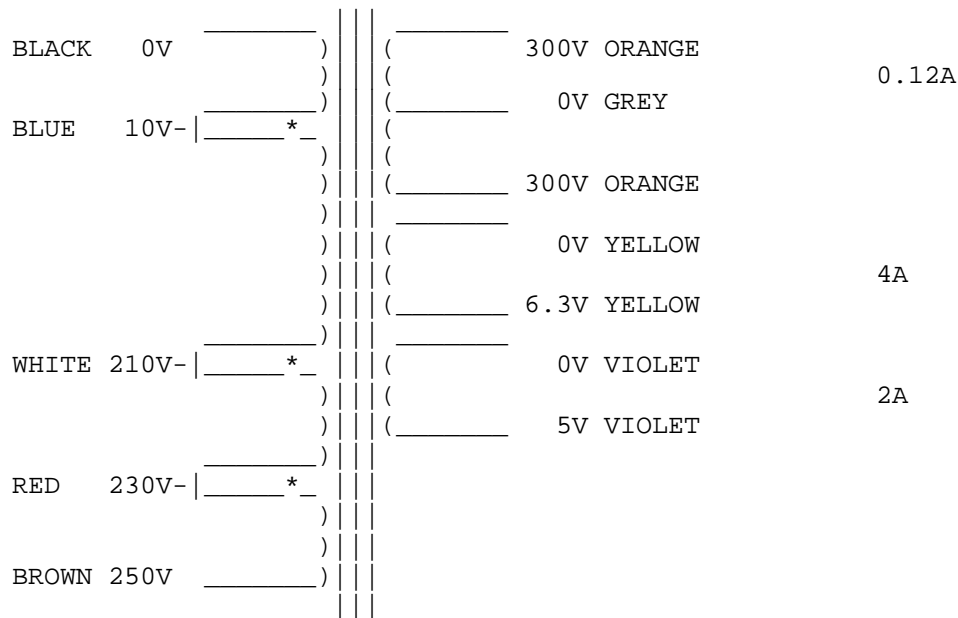 BLACK 0V 300V ORANGE
0.12A
0V GREY
BLUE 10V-
300V ORANGE
0V YELLOW
4A
6.3V YELLOW
WHITE 210V- 0V VIOLET
2A
5V VIOLET
RED 230V-
BROWN 250V